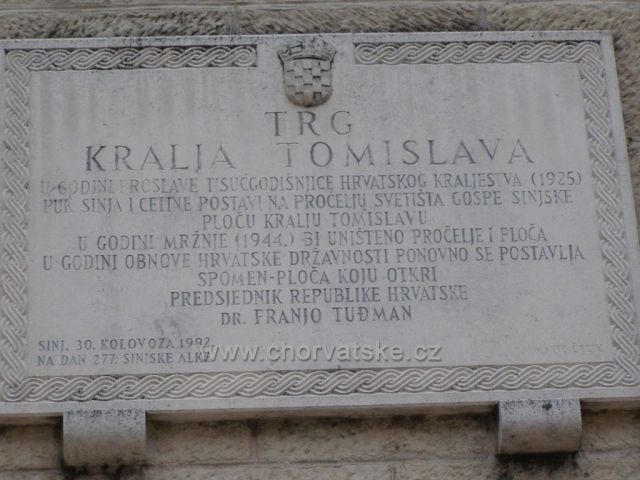 TRG
KRALJA TOMISLAVA
U GODINI PROSLAVE TISUĆGODIŠNJICE HRVATSKOG KRALJESTVA (1925.)
PUK SINJA I CETINE POSTAVI NA PROČELJU SVETIŠTA GOSPE SINJSKE
PLOČU KRALJU TOMISLAVU
U GODINI MRŽNJE (1944.) BI UNIŠTENO PROČELJE I PLOČA
U GODINI OBNOVE HRVATSKE DRŽAVNOSTI PONOVNO SE POSTAVLJA
SPOMEN-PLOČA KOJU OTKRI
PREDSJEDNIK REPUBLIKE HRVATSKE
DR. FRANJO TUĐMAN
SINJ, 30. KOLOVOZA 1992.
NA DAN 277. SINJSKE ALKE
www.chorvatske.cz